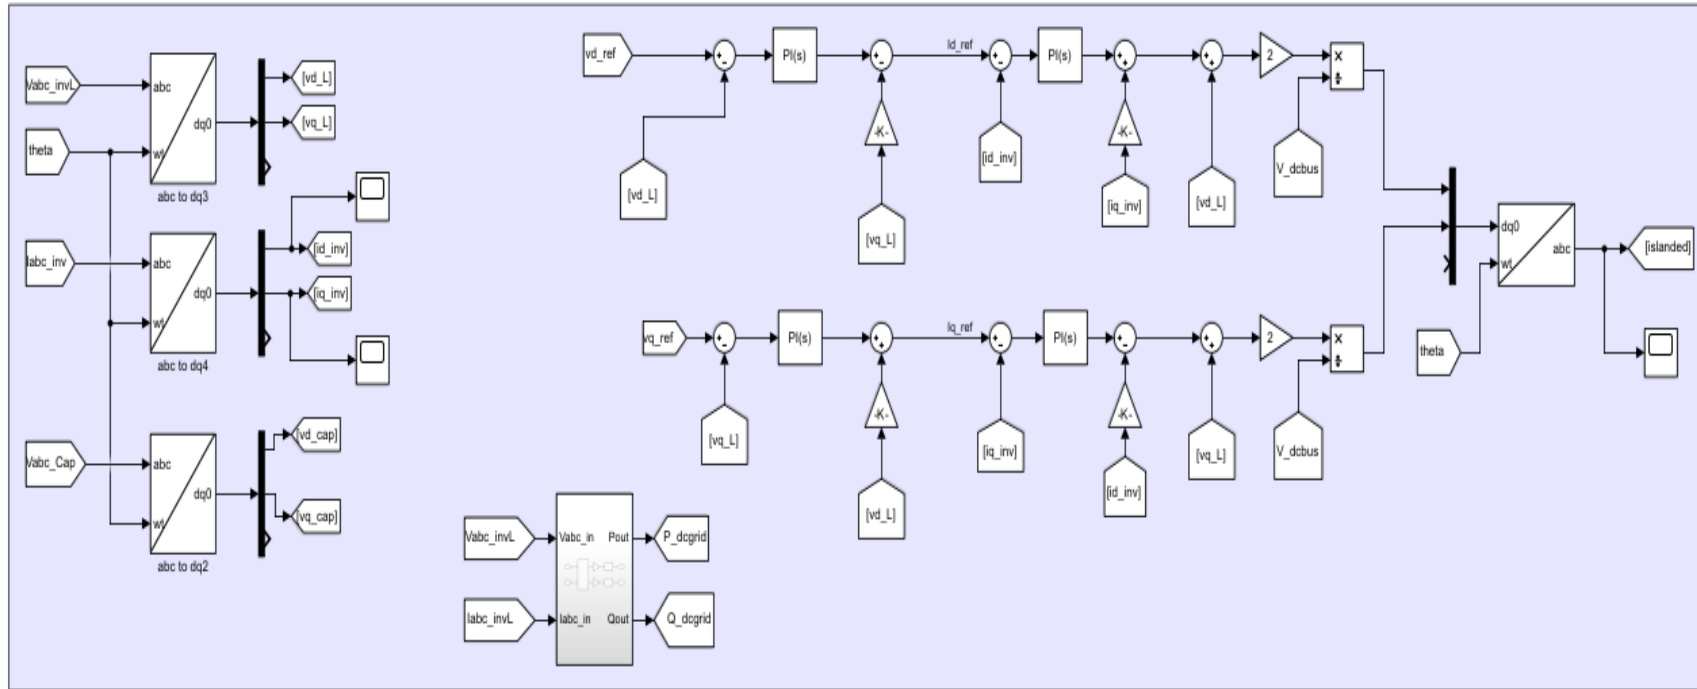 Vabc_invL
theta
abc
wt
dq0
abc to dq3
[vd_L]
[vq_L]
Iabc_inv
abc
wt
dq0
abc to dq4
[id_inv]
[iq_inv]
Vabc_Cap
abc
wt
dq0
abc to dq2
[vd_cap]
[vq_cap]
vd_ref
+
-
PI(s)
+
-
Id_ref
+
-
PI(s)
+
+
+
+
2
×
÷
[vd_L]
-K-
[vq_L]
[id_inv]
-K-
[iq_inv]
[vd_L]
V_dcbus
vq_ref
+
-
PI(s)
+
+
Iq_ref
+
-
PI(s)
+
-
+
+
2
×
÷
[vq_L]
-K-
[vd_L]
[iq_inv]
-K-
[id_inv]
[vq_L]
V_dcbus
theta
dq0
wt
abc
[islanded]
Vabc_invL
Iabc_invL
Vabc_in
Iabc_in
Pout
Qout
P_dcgrid
Q_dcgrid